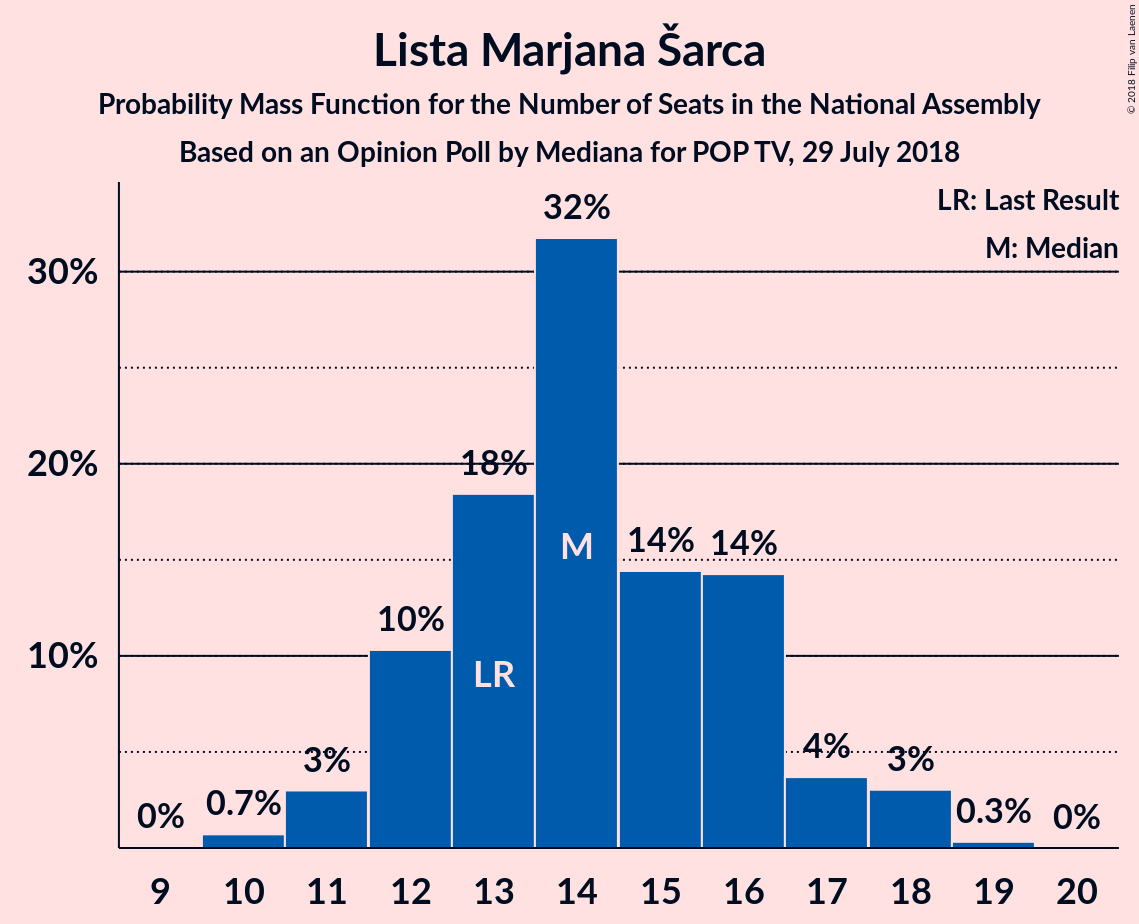 © 2018 Filip van Laenen
Lista Marjana Šarca
Probability Mass Function for the Number of Seats in the National Assembly
Based on an Opinion Poll by Mediana for POP TV, 29 July 2018
LR: Last Result
M: Median
30%
20%
10%
0%
0.7%
3%
10%
18%
32%
14%
14%
4%
3%
0.3%
0%
LR
M
9 10 11 12 13 14 15 16 17 18 19 20